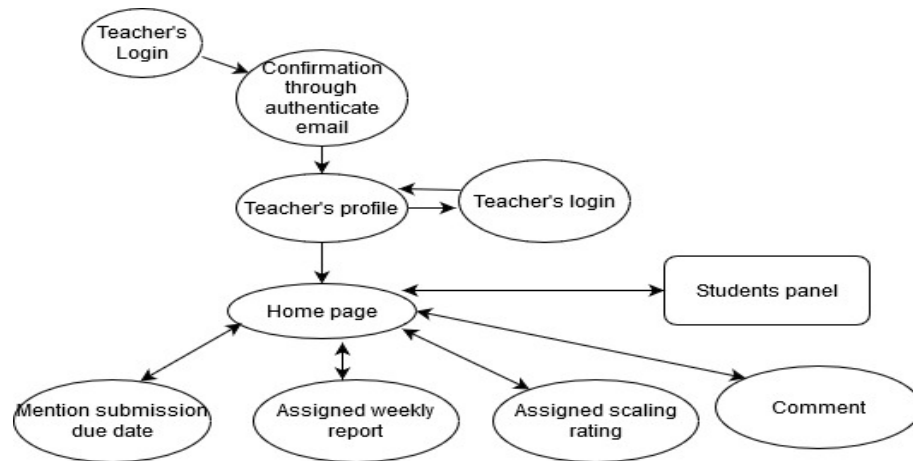 Teacher's
Login
Confirmation
through
authenticate
email
Teacher's profile
Teacher's login
Home page
Students panel
Mention submission
due date
Assigned weekly
report
Assigned scaling
rating
Comment